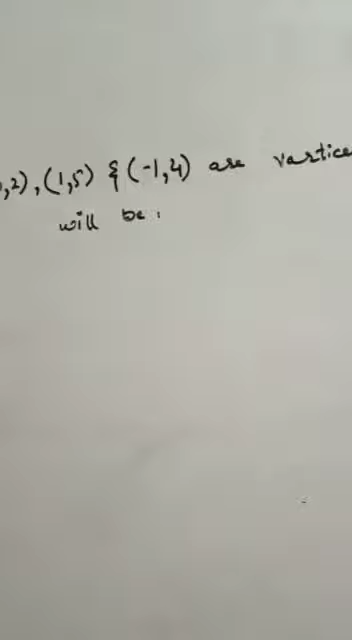 ,2), (1,5) & (-1,4) are vertice
will be .